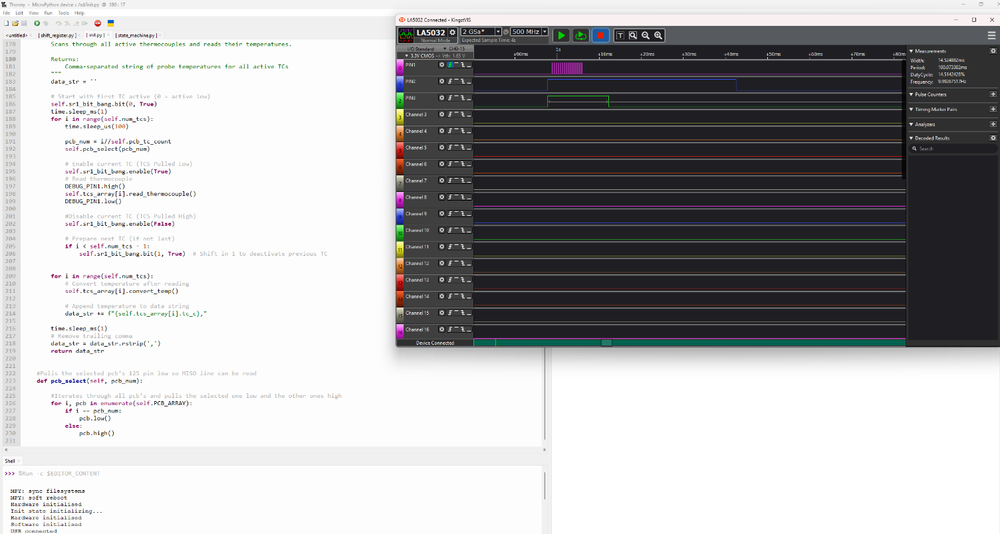 Thonny - MicroPython device :: /sd/init.py @ 180 : 17
File Edit View Run Tools Help
<untitled> [ shift_register.py ] [ init.py ] [ state_machine.py ]
178 Scans through all active thermocouples and reads their temperatures.
179
180 Returns:
181 Comma-separated string of probe temperatures for all active TCs
182 """
183 data_str = ''
184
185 # Start with first TC active (0 = active low)
186 self.sr1_bit_bang.bit(0, True)
187 time.sleep_ms(1)
188 for i in range(self.num_tcs):
189 time.sleep_us(100)
190
191 pcb_num = i//self.pcb_tc_count
192 self.pcb_select(pcb_num)
193
194 # Enable current TC (!CS Pulled Low)
195 self.sr1_bit_bang.enable(True)
196 # Read thermocouple
197 DEBUG_PIN1.high()
198 self.tcs_array[i].read_thermocouple()
199 DEBUG_PIN1.low()
200
201 #Disable current TC (!CS Pulled High)
202 self.sr1_bit_bang.enable(False)
203
204 # Prepare next TC (if not last)
205 if i < self.num_tcs - 1:
206 self.sr1_bit_bang.bit(1, True) # Shift in 1 to deactivate previous TC
207
208
209 for i in range(self.num_tcs):
210 # Convert temperature after reading
211 self.tcs_array[i].convert_temp()
212
213 # Append temperature to data string
214 data_str += f"{self.tcs_array[i].tc_c},"
215
216 time.sleep_ms(1)
217 # Remove trailing comma
218 data_str = data_str.rstrip(',')
219 return data_str
220
221
222 #Pulls the selected pcb's 125 pin low so MISO line can be read
223 def pcb_select(self, pcb_num):
224
225 #Iterates through all pcb's and pulls the selected one low and the other ones high
226 for i, pcb in enumerate(self.PCB_ARRAY):
227 if i == pcb_num:
228 pcb.low()
229 else:
230 pcb.high()
231
Shell
>>> %Run -c $EDITOR_CONTENT
MPY: sync filesystems
MPY: soft reboot
Hardware initialised
Init state initializing...
Hardware initialised
Software initialised
USB connected
LA5032 Connected - KingstVIS
LA5032
Normal Mode
2 GSa* @ 500 MHz
Expected Sample Time: 4s
I/O Standard CH0-15
3.3V CMOS -> Vth: 1.65 V
+90ms 1s +10ms +20ms +30ms +40ms +50ms +60ms +70ms +80ms
0 PIN1
1 PIN2
2 PIN3
3 Channel 3
4 Channel 4
5 Channel 5
6 Channel 6
7 Channel 7
8 Channel 8
9 Channel 9
10 Channel 10
11 Channel 11
12 Channel 12
13 Channel 13
14 Channel 14
15 Channel 15
16 Channel 16
Device Connected
Measurements
Width: 14.524882ms
Period: 100.073302ms
DutyCycle: 14.5142428%
Frequency: 9.99267517Hz
Pulse Counters
Timing Marker Pairs
Analyzers
Decoded Results
Search